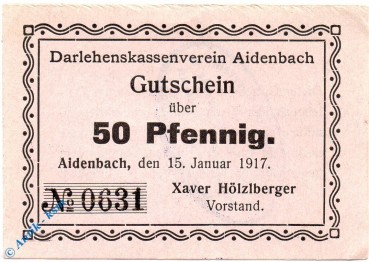 Darlehenskassenverein Aidenbach
Gutschein
über
50 Pfennig.
Aidenbach, den 15. Januar 1917.
№ 0631
Xaver Hölzlberger
Vorstand.